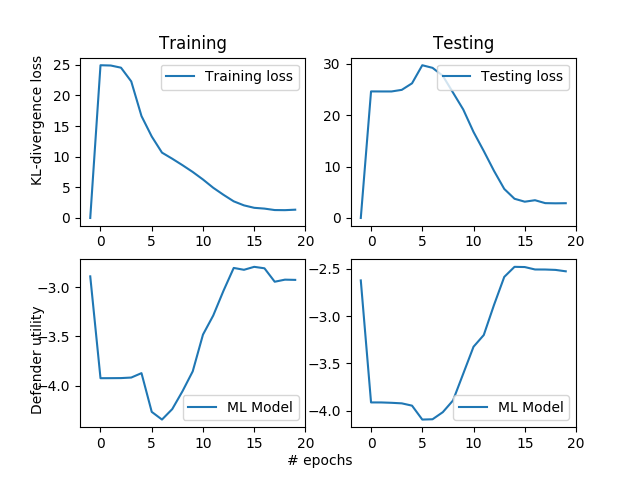 Training
KL-divergence loss
25
20
15
10
5
0
Training loss
0 5 10 15 20
Testing
30
20
10
0
Testing loss
0 5 10 15 20
Defender utility
−3.0
−3.5
−4.0
ML Model
0 5 10 15 20
−2.5
−3.0
−3.5
−4.0
ML Model
0 5 10 15 20
# epochs